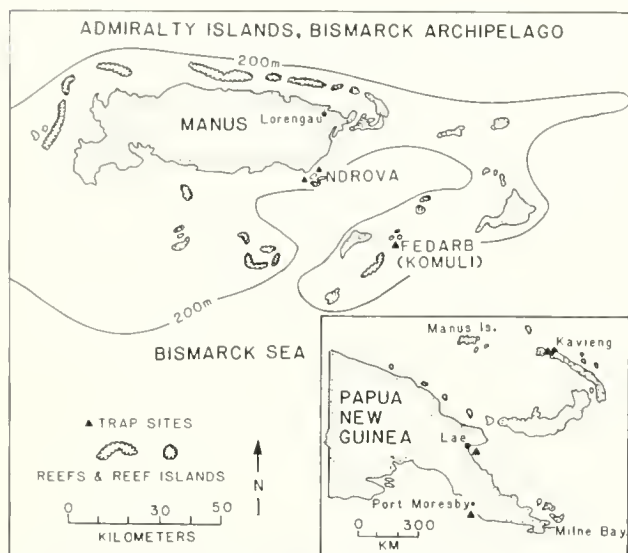 ADMIRALTY ISLANDS, BISMARCK ARCHIPELAGO
200m
MANUS
Lorengau
NDROVA
FEDARB
(KOMULI)
200m
BISMARCK SEA
▲ TRAP SITES
REEFS & REEF ISLANDS
N
0 10 30 50
KILOMETERS
Manus Is.
Kavieng
PAPUA
NEW
GUINEA
Lae
Port Moresby
Milne Bay
0 300
KM